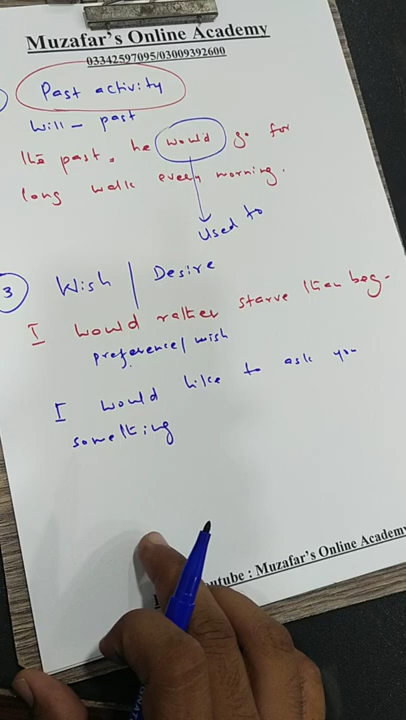 Muzafar's Online Academy
03342597095/03009392600
Past activity
Will – past
the past, he would go for
long walk every morning.
Used to
3 Wish / Desire
I would rather starve than beg.
preference/ wish
I would like to ask you
something
utube : Muzafar's Online Academy